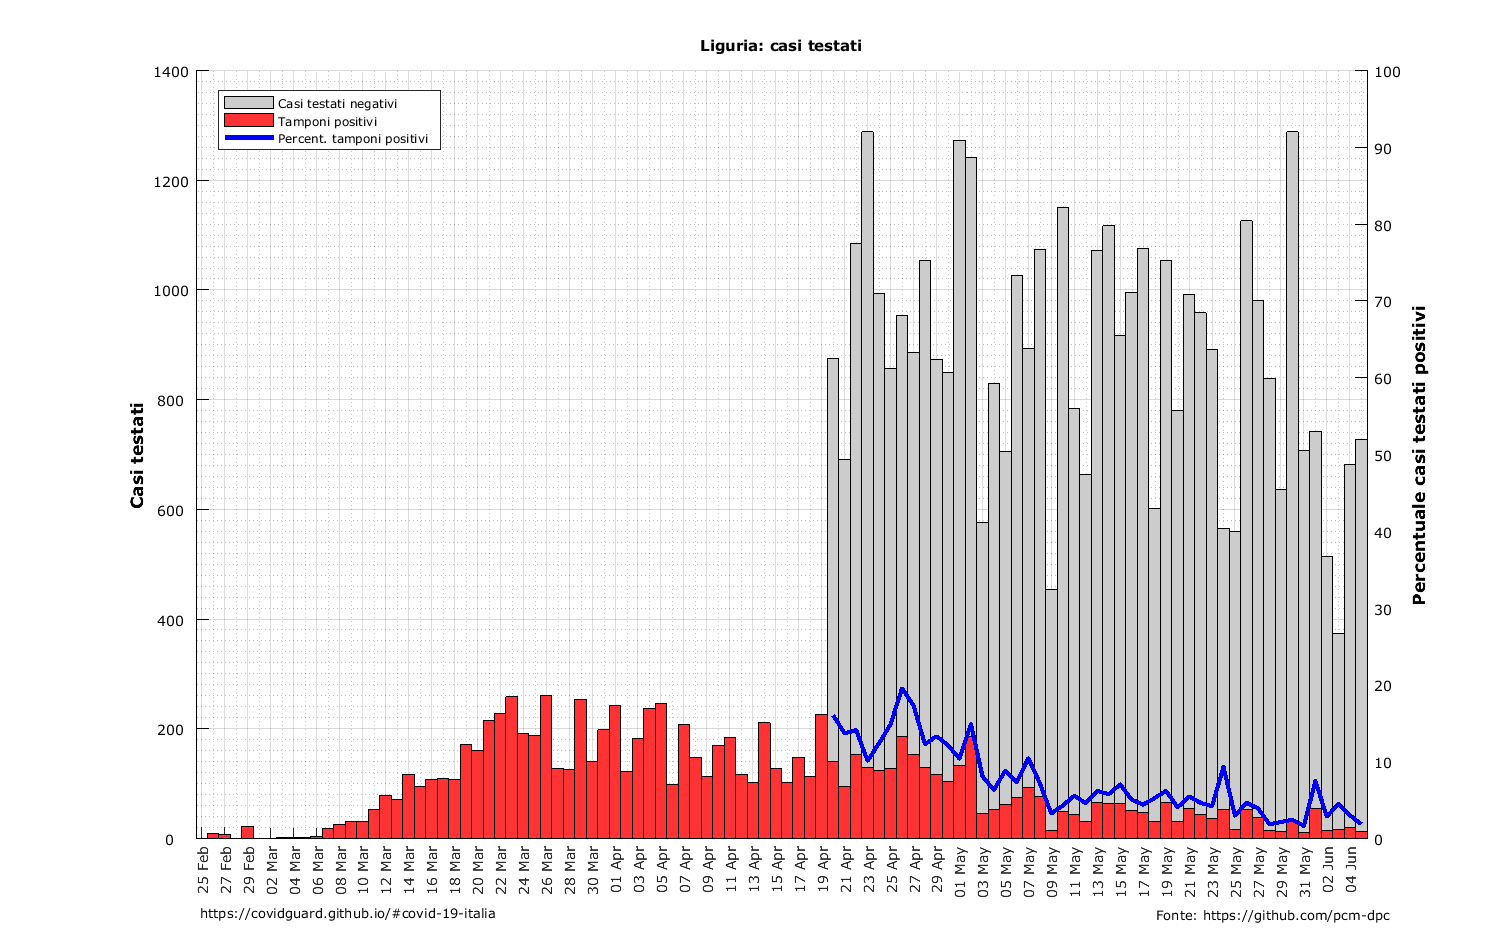 Liguria: casi testati
Casi testati negativi
Tamponi positivi
Percent. tamponi positivi
Casi testati
1400
1200
1000
800
600
400
200
0
100
90
80
70
60
50
40
30
20
10
0
Percentuale casi testati positivi
25 Feb
27 Feb
29 Feb
02 Mar
04 Mar
06 Mar
08 Mar
10 Mar
12 Mar
14 Mar
16 Mar
18 Mar
20 Mar
22 Mar
24 Mar
26 Mar
28 Mar
30 Mar
01 Apr
03 Apr
05 Apr
07 Apr
09 Apr
11 Apr
13 Apr
15 Apr
17 Apr
19 Apr
21 Apr
23 Apr
25 Apr
27 Apr
29 Apr
01 May
03 May
05 May
07 May
09 May
11 May
13 May
15 May
17 May
19 May
21 May
23 May
25 May
27 May
29 May
31 May
02 Jun
04 Jun
https://covidguard.github.io/#covid-19-italia
Fonte: https://github.com/pcm-dpc